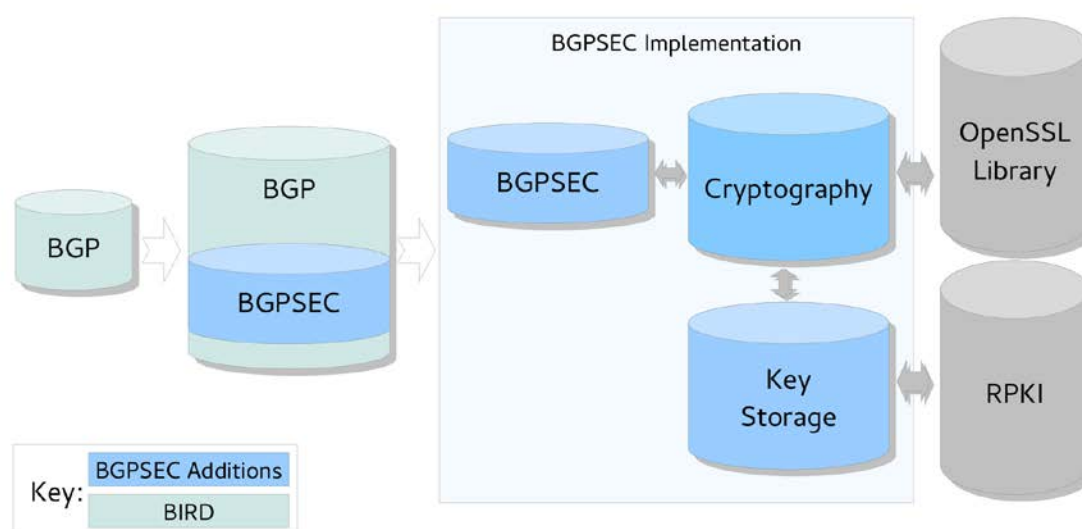 BGPSEC Implementation
BGP
BGP
BGPSEC
BGPSEC
Cryptography
OpenSSL
Library
Key
Storage
RPKI
Key:
BGPSEC Additions
BIRD